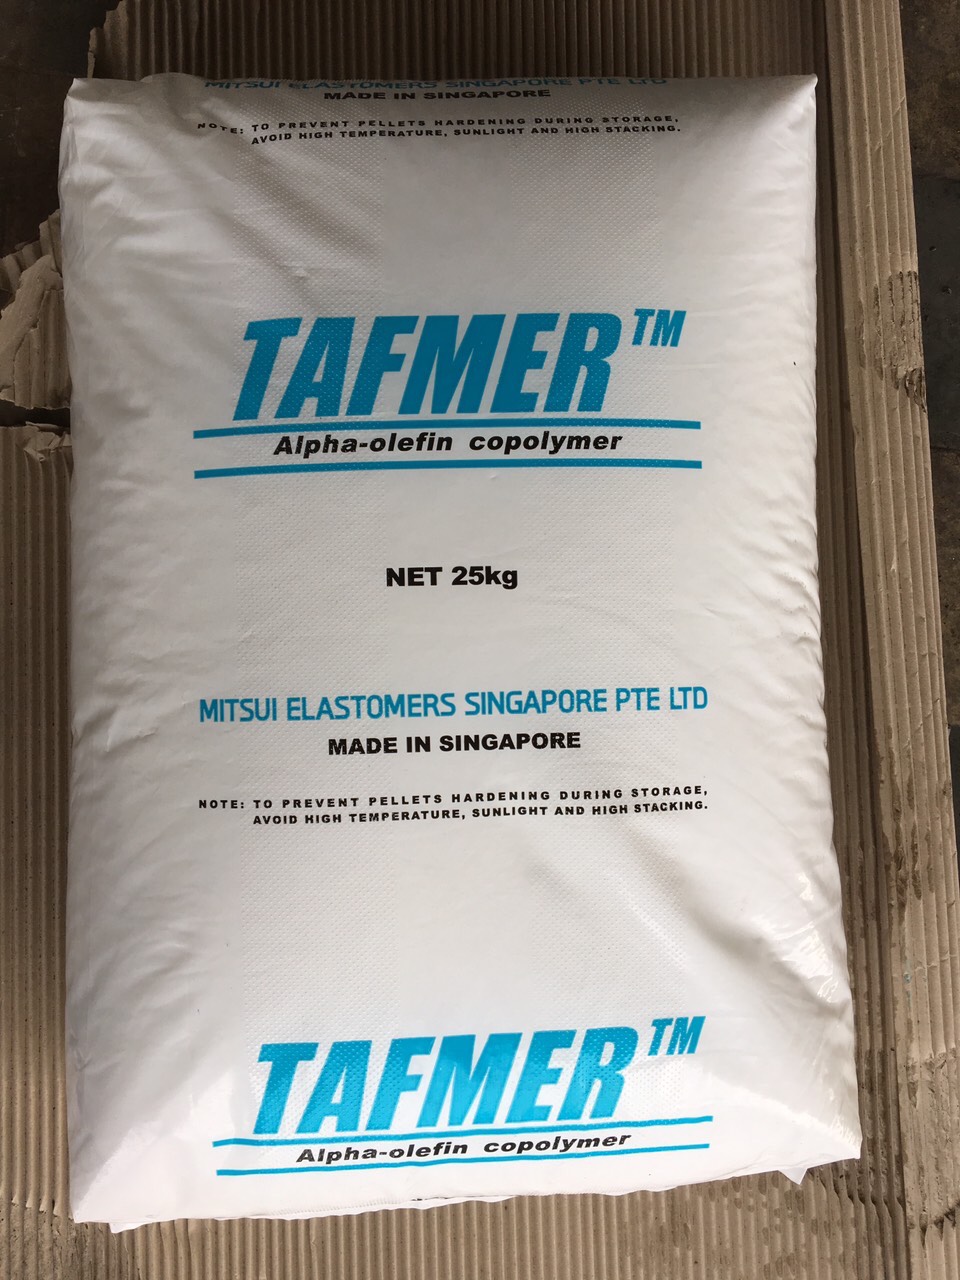 MITSUI ELASTOMERS SINGAPORE PTE LTD
MADE IN SINGAPORE
NOTE: TO PREVENT PELLETS HARDENING DURING STORAGE,
AVOID HIGH TEMPERATURE, SUNLIGHT AND HIGH STACKING.
TAFMER™
Alpha-olefin copolymer
NET 25kg
MITSUI ELASTOMERS SINGAPORE PTE LTD
MADE IN SINGAPORE
NOTE: TO PREVENT PELLETS HARDENING DURING STORAGE,
AVOID HIGH TEMPERATURE, SUNLIGHT AND HIGH STACKING.
TAFMER™
Alpha-olefin copolymer